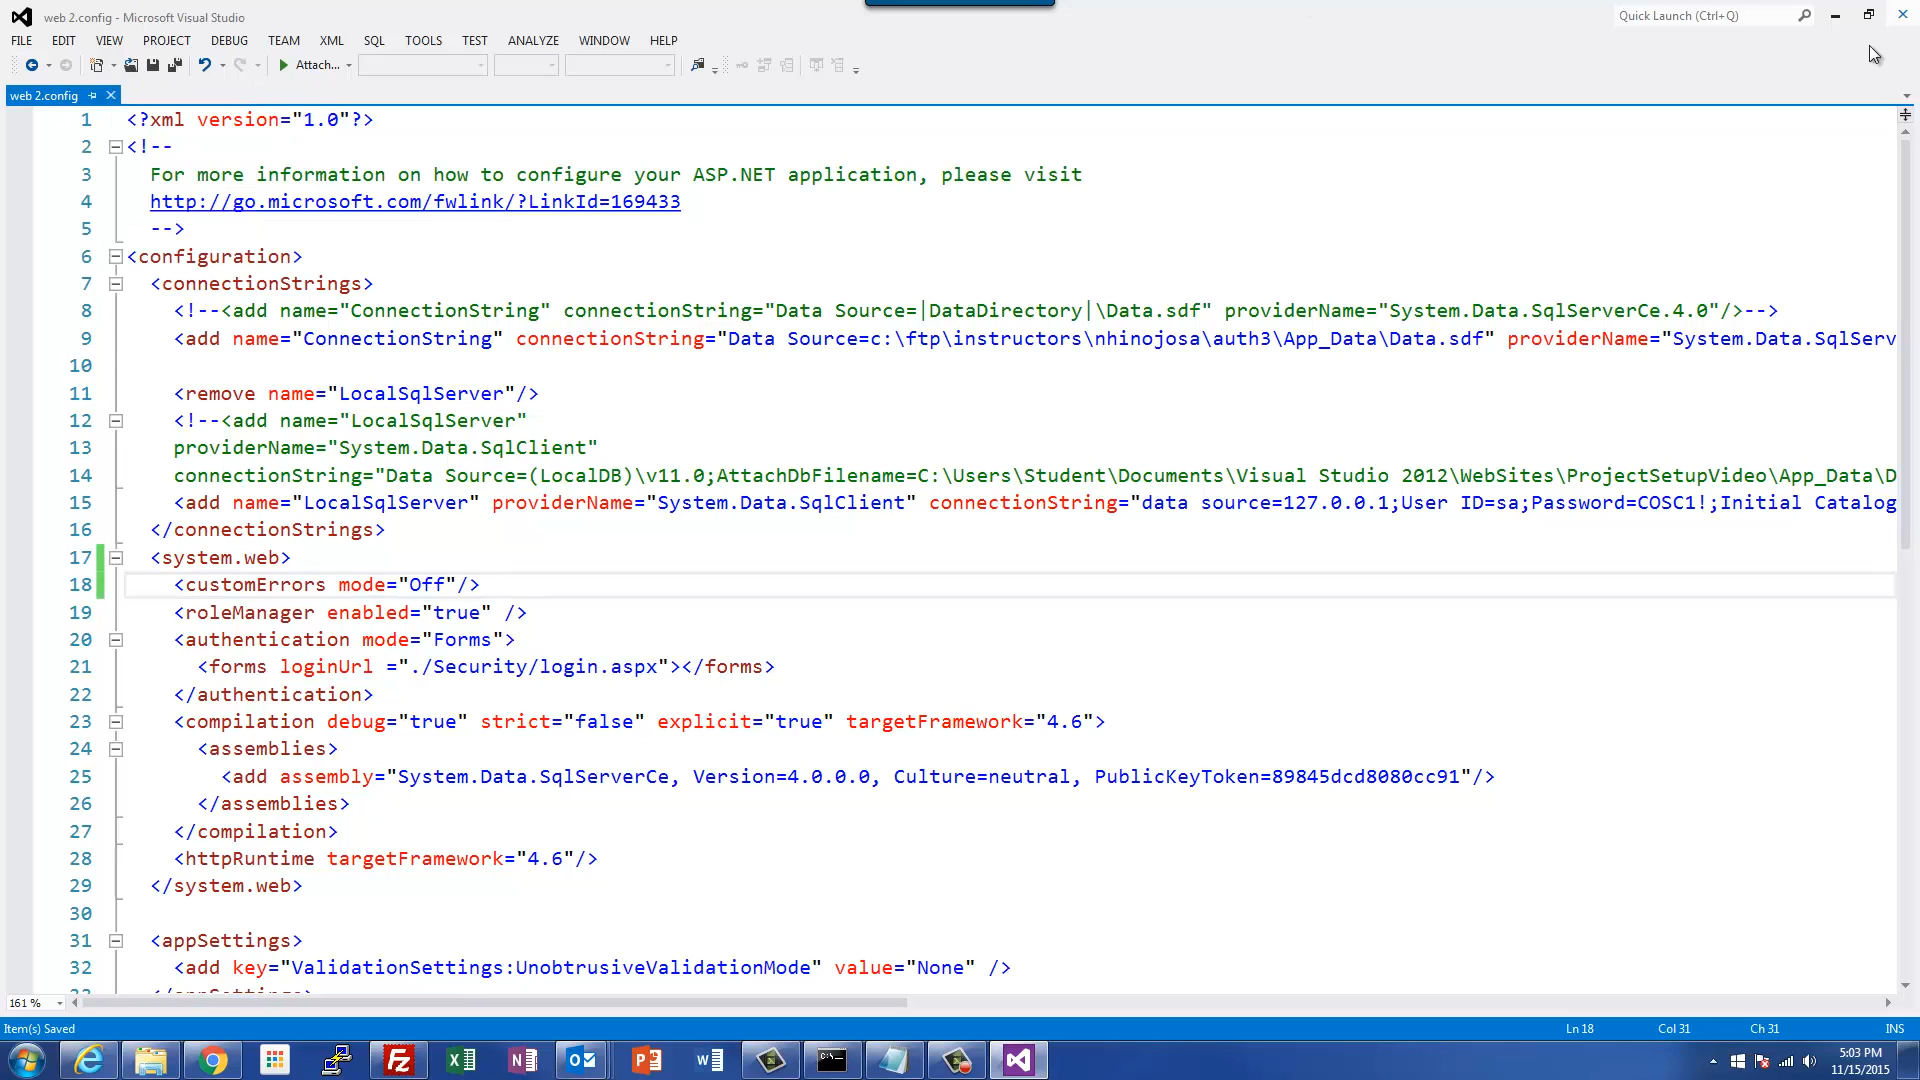 web 2.config - Microsoft Visual Studio
Quick Launch (Ctrl+Q)
FILE EDIT VIEW PROJECT DEBUG TEAM XML SQL TOOLS TEST ANALYZE WINDOW HELP
Attach...
web 2.config
1 <?xml version="1.0"?>
2 <!--
3 For more information on how to configure your ASP.NET application, please visit
4 http://go.microsoft.com/fwlink/?LinkId=169433
5 -->
6 <configuration>
7 <connectionStrings>
8 <!--<add name="ConnectionString" connectionString="Data Source=|DataDirectory|\Data.sdf" providerName="System.Data.SqlServerCe.4.0"/>-->
9 <add name="ConnectionString" connectionString="Data Source=c:\ftp\instructors\nhinojosa\auth3\App_Data\Data.sdf" providerName="System.Data.SqlServ
10
11 <remove name="LocalSqlServer"/>
12 <!--<add name="LocalSqlServer"
13 providerName="System.Data.SqlClient"
14 connectionString="Data Source=(LocalDB)\v11.0;AttachDbFilename=C:\Users\Student\Documents\Visual Studio 2012\WebSites\ProjectSetupVideo\App_Data\D
15 <add name="LocalSqlServer" providerName="System.Data.SqlClient" connectionString="data source=127.0.0.1;User ID=sa;Password=COSC1!;Initial Catalog
16 </connectionStrings>
17 <system.web>
18 <customErrors mode="Off"/>
19 <roleManager enabled="true" />
20 <authentication mode="Forms">
21 <forms loginUrl ="./Security/login.aspx"></forms>
22 </authentication>
23 <compilation debug="true" strict="false" explicit="true" targetFramework="4.6">
24 <assemblies>
25 <add assembly="System.Data.SqlServerCe, Version=4.0.0.0, Culture=neutral, PublicKeyToken=89845dcd8080cc91"/>
26 </assemblies>
27 </compilation>
28 <httpRuntime targetFramework="4.6"/>
29 </system.web>
30
31 <appSettings>
32 <add key="ValidationSettings:UnobtrusiveValidationMode" value="None" />
161 %
Item(s) Saved Ln 18 Col 31 Ch 31 INS
5:03 PM
11/15/2015